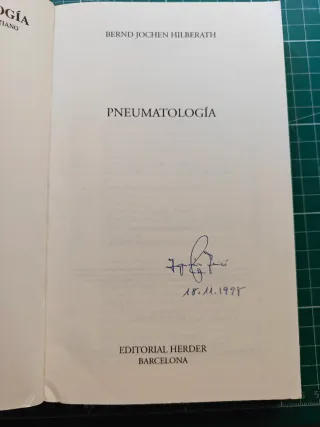 OGÍA
TIANO
BERND JOCHEN HILBERATH
PNEUMATOLOGÍA
18.11.1998
EDITORIAL HERDER
BARCELONA